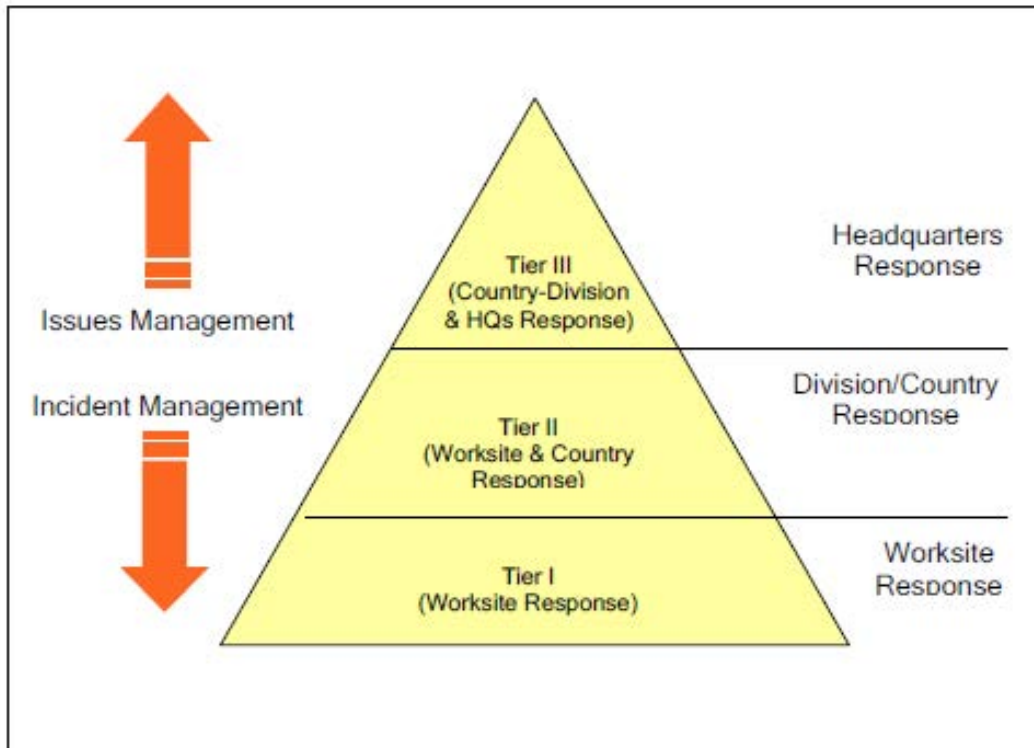 Issues Management
Incident Management
Tier III
(Country-Division
& HQs Response)
Tier II
(Worksite & Country
Response)
Tier I
(Worksite Response)
Headquarters
Response
Division/Country
Response
Worksite
Response